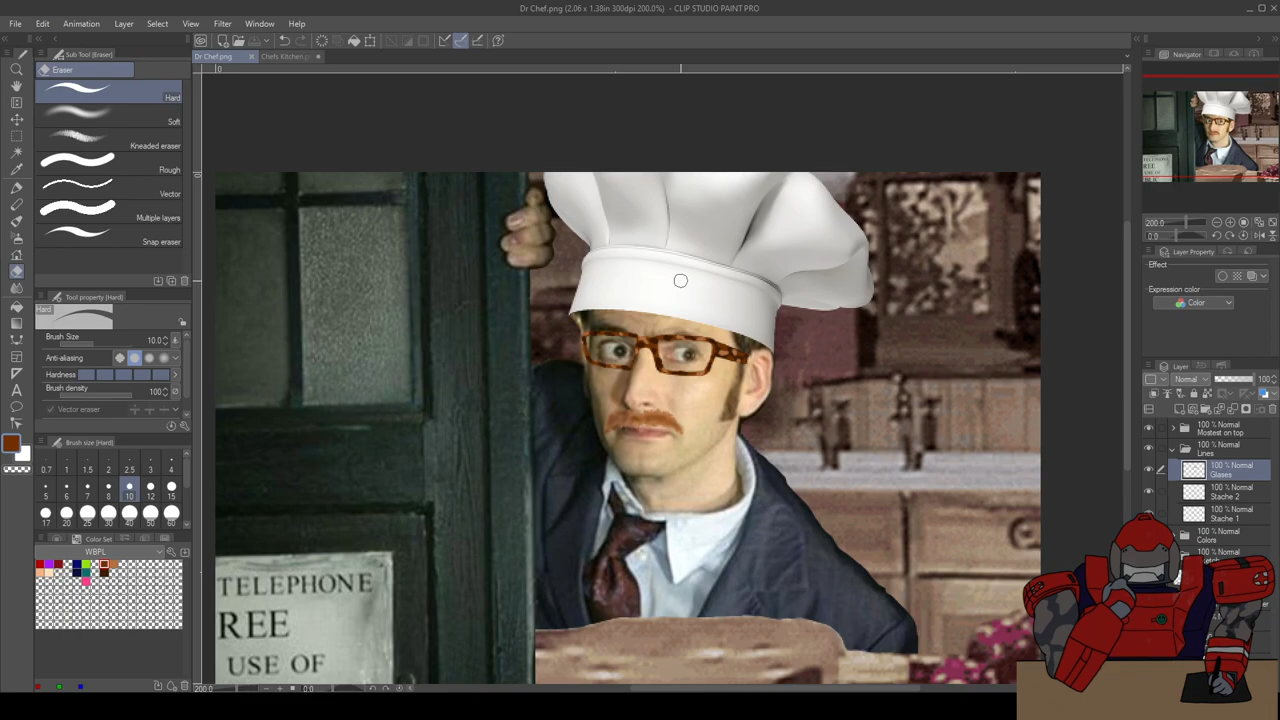 Dr Chef.png (2.06 x 1.38in 300dpi 200.0%) - CLIP STUDIO PAINT PRO
File Edit Animation Layer Select View Filter Window Help
Sub Tool [Eraser]
Dr Chef.png
Chefs Kitchen.p
Navigator
Eraser
0
Hard
Soft
Kneaded eraser
Rough
Vector
Multiple layers
Snap eraser
200.0
0.0
Layer Property
Effect
Expression color
Color
Tool property [Hard]
Hard
Brush Size 10.0
Anti-aliasing
Hardness
Brush density 100
Vector eraser
Layer
Normal 100
100 % Normal
Mostest on top
100 % Normal
Lines
100 % Normal
Glases
100 % Normal
Stache 2
100 % Normal
Stache 1
100 % Normal
Colors
100 % Normal
Brush size [Hard]
0.7 1 1.5 2 2.5 3 4
5 6 7 8 10 12 15
17 20 25 30 40 50 60
Color Set
WBPL
TELEPHONE
REE
USE OF
200.0
0.0